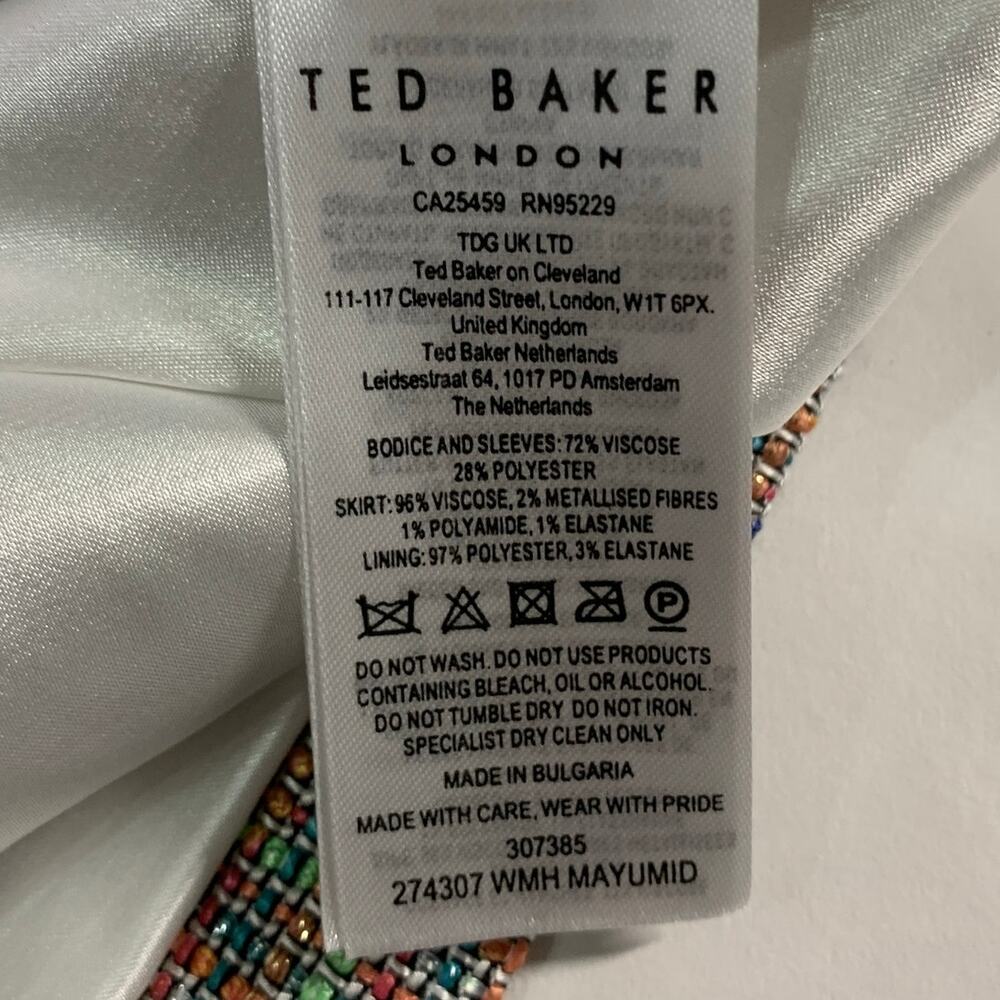 TED BAKER
LONDON
CA25459 RN95229
TDG UK LTD
Ted Baker on Cleveland
111-117 Cleveland Street, London, W1T 6PX.
United Kingdom
Ted Baker Netherlands
Leidsestraat 64, 1017 PD Amsterdam
The Netherlands
BODICE AND SLEEVES: 72% VISCOSE
28% POLYESTER
SKIRT: 96% VISCOSE, 2% METALLISED FIBRES
1% POLYAMIDE, 1% ELASTANE
LINING: 97% POLYESTER, 3% ELASTANE
P
DO NOT WASH. DO NOT USE PRODUCTS
CONTAINING BLEACH, OIL OR ALCOHOL.
DO NOT TUMBLE DRY DO NOT IRON.
SPECIALIST DRY CLEAN ONLY
MADE IN BULGARIA
MADE WITH CARE, WEAR WITH PRIDE
307385
274307 WMH MAYUMID